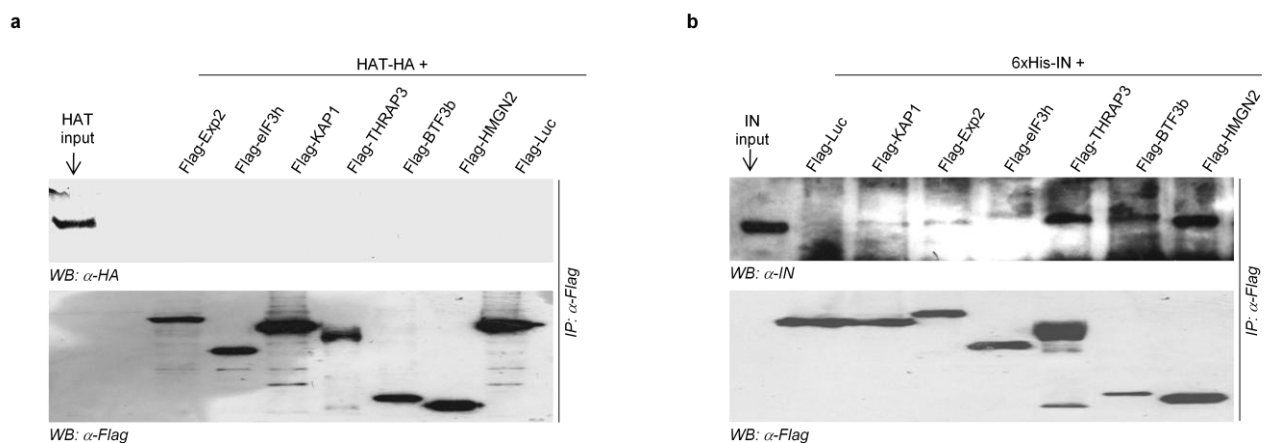 a
HAT-HA +
HAT
input
Flag-Exp2
Flag-eIF3h
Flag-KAP1
Flag-THRAP3
Flag-BTF3b
Flag-HMGN2
Flag-Luc
WB: α-HA
WB: α-Flag
IP: α-Flag
b
6xHis-IN +
IN
input
Flag-Luc
Flag-KAP1
Flag-Exp2
Flag-eIF3h
Flag-THRAP3
Flag-BTF3b
Flag-HMGN2
WB: α-IN
WB: α-Flag
IP: α-Flag